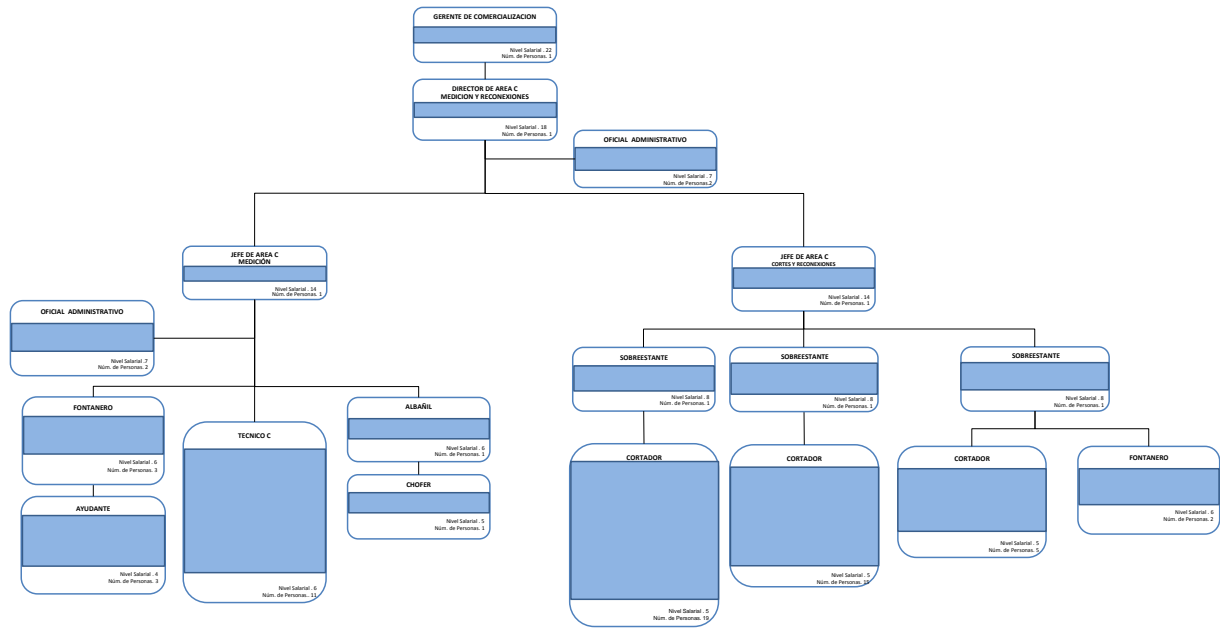 GERENTE DE COMERCIALIZACION
Nivel Salarial . 22
Núm. de Personas. 1
DIRECTOR DE AREA C
MEDICION Y RECONEXIONES
Nivel Salarial . 18
Núm. de Personas. 1
OFICIAL ADMINISTRATIVO
Nivel Salarial . 7
Núm. de Personas.2
JEFE DE AREA C
MEDICIÓN
Nivel Salarial . 14
Núm. de Personas. 1
JEFE DE AREA C
CORTES Y RECONEXIONES
Nivel Salarial . 14
Núm. de Personas. 1
OFICIAL ADMINISTRATIVO
Nivel Salarial .7
Núm. de Personas. 2
SOBREESTANTE
Nivel Salarial . 8
Núm. de Personas. 1
SOBREESTANTE
Nivel Salarial . 8
Núm. de Personas. 1
SOBREESTANTE
Nivel Salarial . 8
Núm. de Personas. 1
FONTANERO
Nivel Salarial . 6
Núm. de Personas. 3
TECNICO C
Nivel Salarial . 6
Núm. de Personas.. 11
ALBAÑIL
Nivel Salarial . 6
Núm. de Personas. 1
CHOFER
Nivel Salarial . 5
Núm. de Personas. 1
AYUDANTE
Nivel Salarial . 4
Núm. de Personas. 3
CORTADOR
Nivel Salarial . 5
Núm. de Personas. 19
CORTADOR
Nivel Salarial . 5
Núm. de Personas.
CORTADOR
Nivel Salarial . 5
Núm. de Personas. 5
FONTANERO
Nivel Salarial . 6
Núm. de Personas. 2